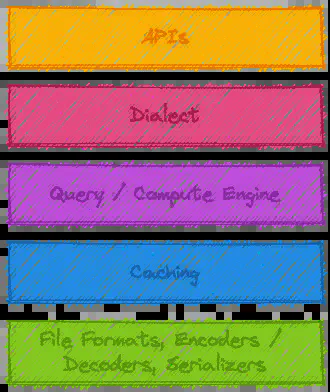 APIs
Dialect
Query / Compute Engine
Caching
File Formats, Encoders /
Decoders, Serializers